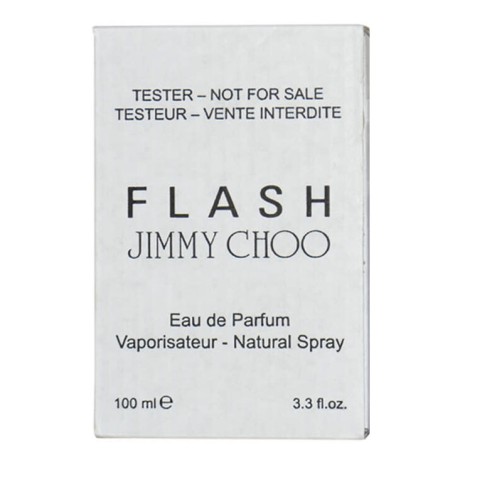 TESTER – NOT FOR SALE
TESTEUR – VENTE INTERDITE
FLASH
JIMMY CHOO
Eau de Parfum
Vaporisateur - Natural Spray
100 ml ℮ 3.3 fl.oz.